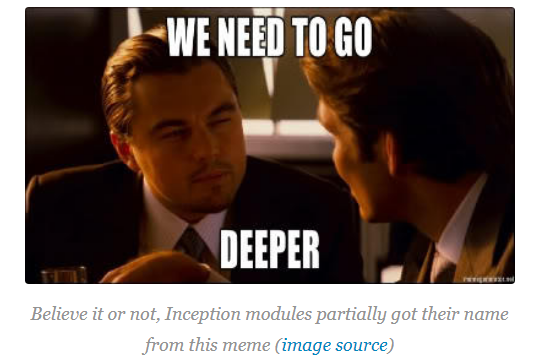 WE NEED TO GO
DEEPER
Believe it or not, Inception modules partially got their name
from this meme (image source)